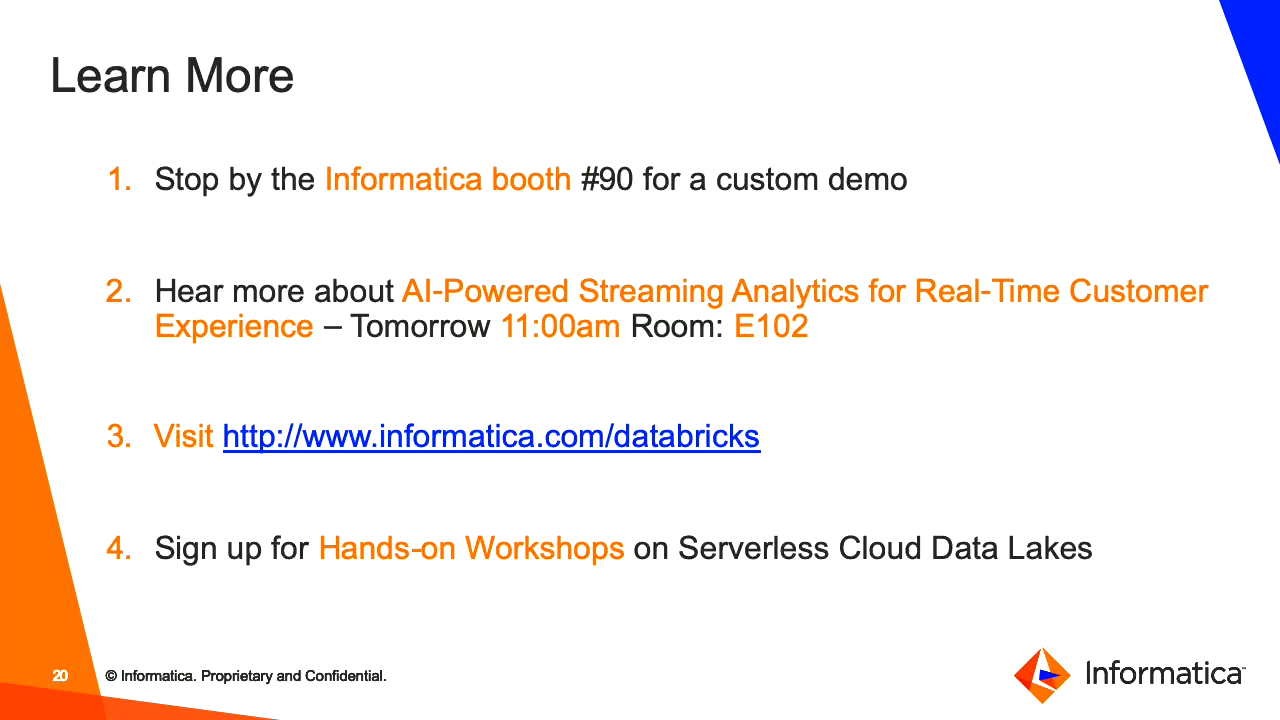 Learn More
1. Stop by the Informatica booth #90 for a custom demo
2. Hear more about AI-Powered Streaming Analytics for Real-Time Customer
Experience – Tomorrow 11:00am Room: E102
3. Visit http://www.informatica.com/databricks
4. Sign up for Hands-on Workshops on Serverless Cloud Data Lakes
20 © Informatica. Proprietary and Confidential.
Informatica™